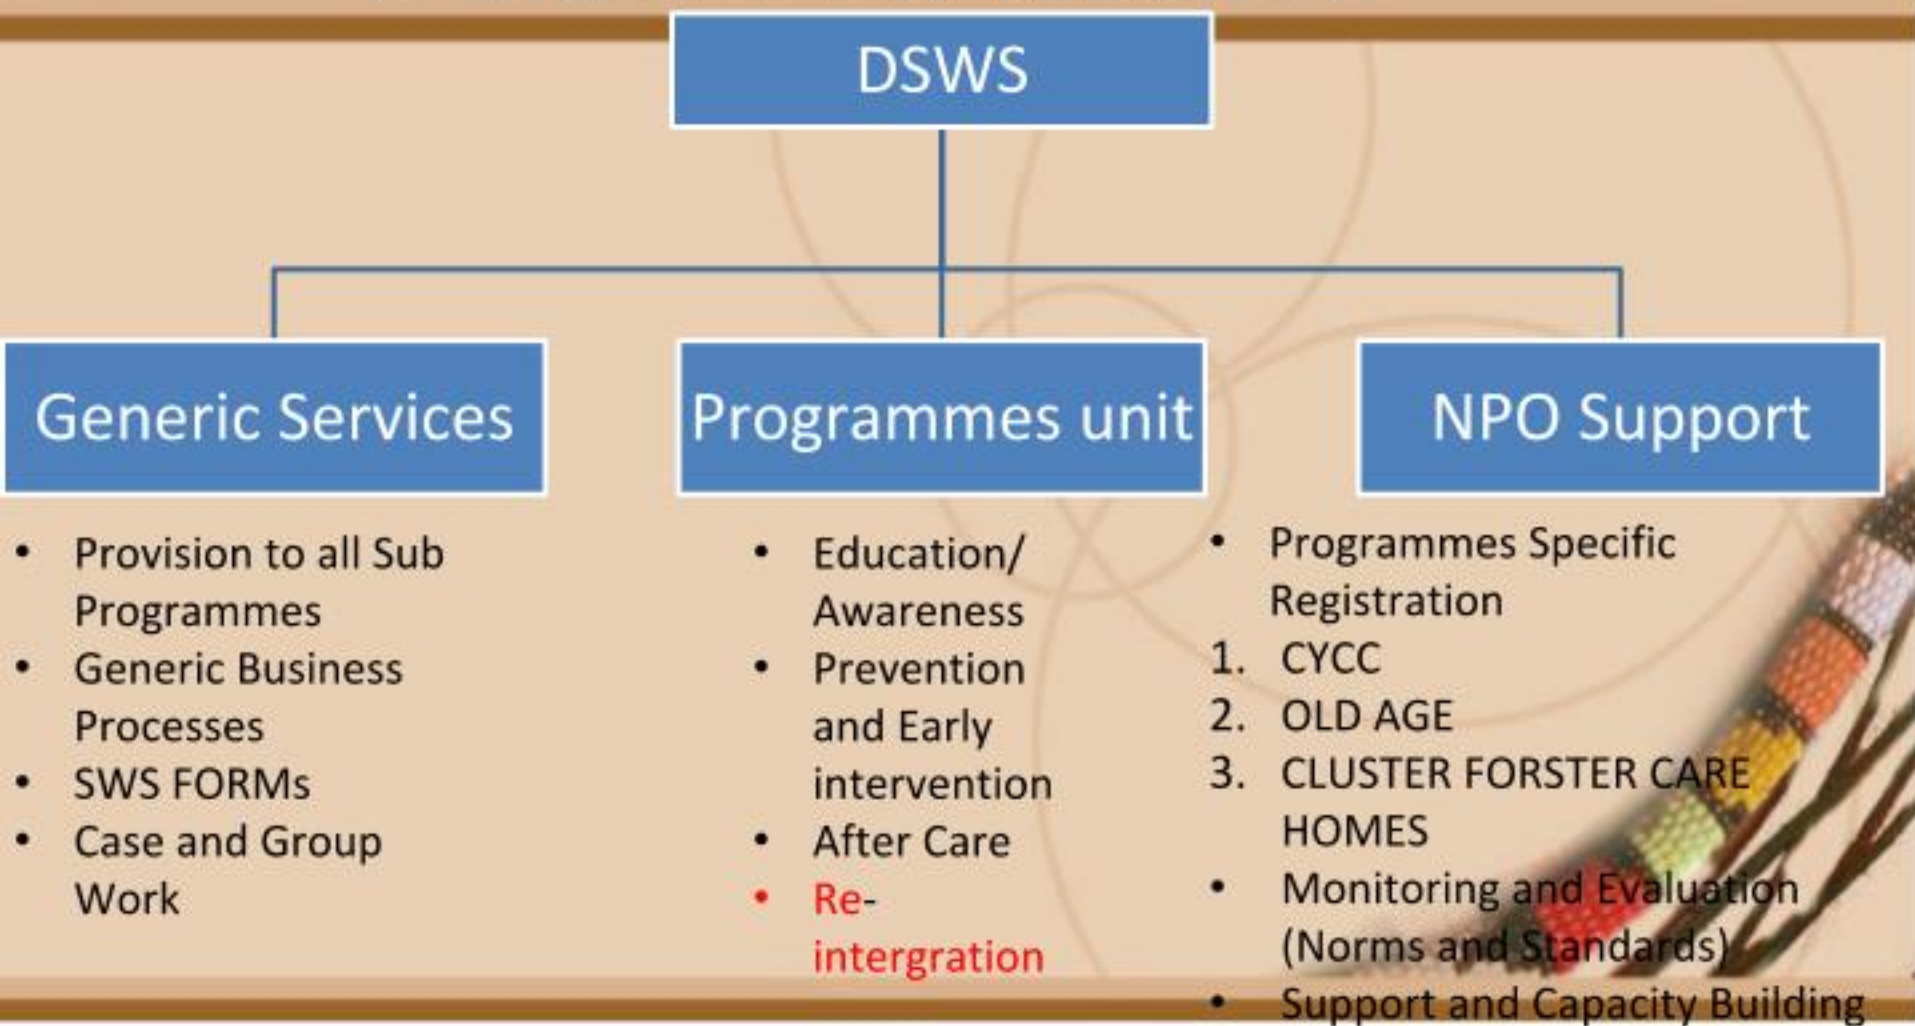 DSWS
Generic Services
Programmes unit
NPO Support
• Provision to all Sub
Programmes
• Generic Business
Processes
• SWS FORMs
• Case and Group
Work
• Education/
Awareness
• Prevention
and Early
intervention
• After Care
• Re-
intergration
• Programmes Specific
Registration
1. CYCC
2. OLD AGE
3. CLUSTER FORSTER CARE
HOMES
• Monitoring and Evaluation
(Norms and Standards)
• Support and Capacity Building